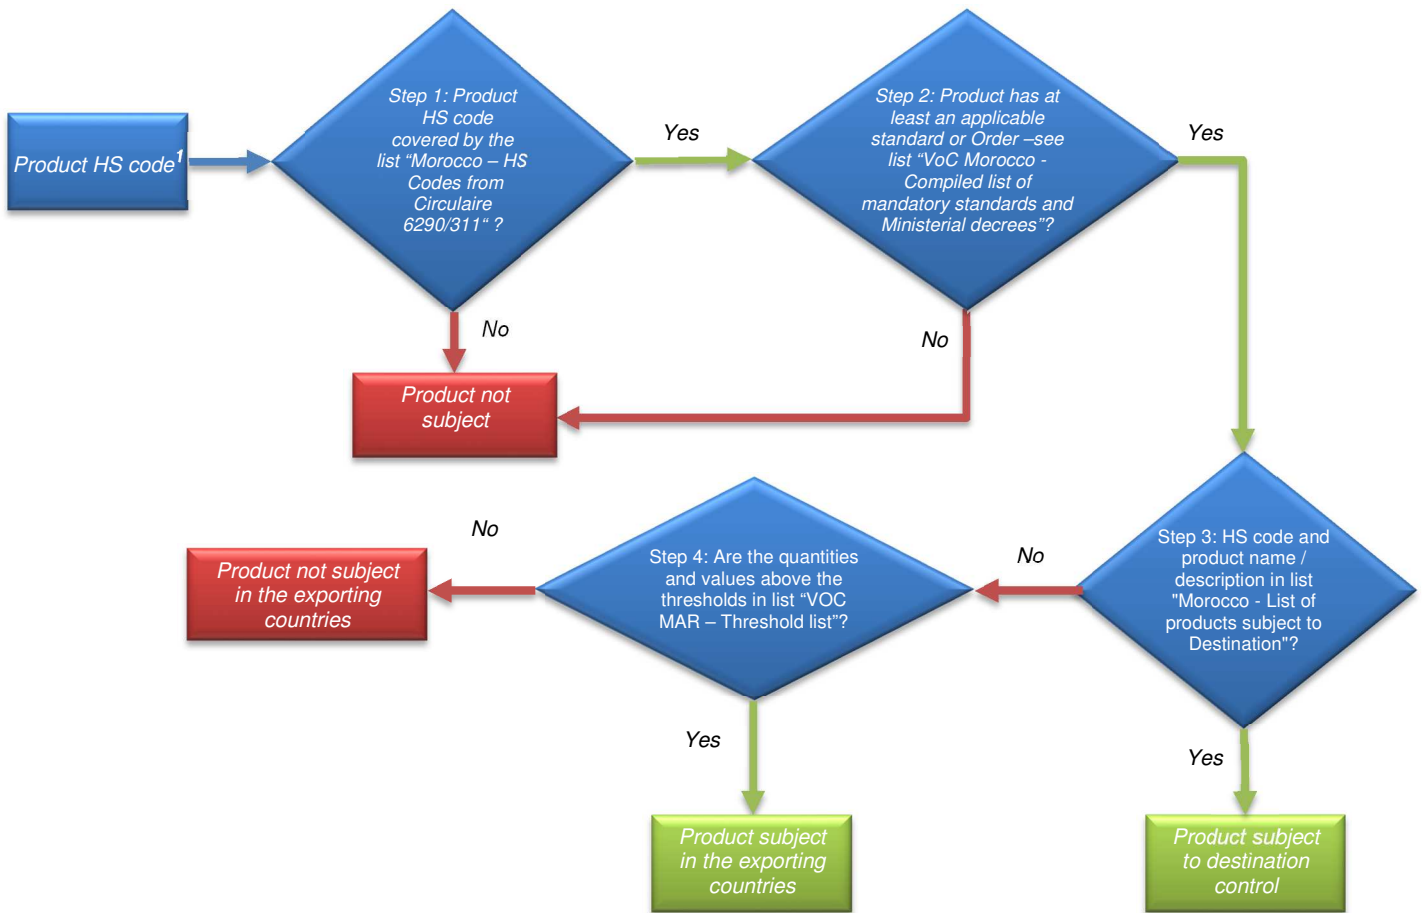 Product HS code1
Step 1: Product
HS code
covered by the
list “Morocco – HS
Codes from
Circulaire
6290/311“ ?
Yes
Step 2: Product has at
least an applicable
standard or Order –see
list “VoC Morocco -
Compiled list of
mandatory standards and
Ministerial decrees”?
Yes
No
No
Product not
subject
Step 3: HS code and
product name /
description in list
"Morocco - List of
products subject to
Destination"?
No
Step 4: Are the quantities
and values above the
thresholds in list “VOC
MAR – Threshold list”?
No
Product not subject
in the exporting
countries
Yes
Yes
Product subject
in the exporting
countries
Product subject
to destination
control